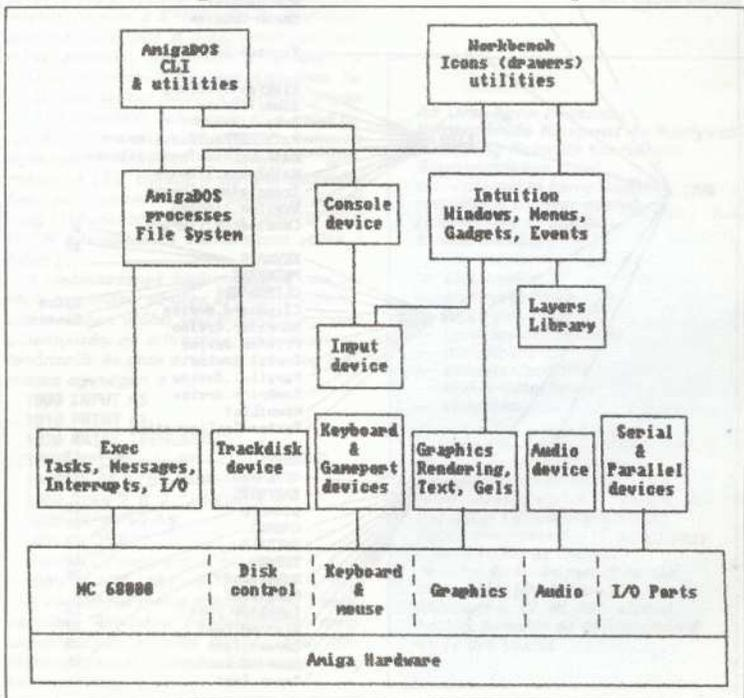 AmigaDOS
CLI
& utilities
Workbench
Icons (drawers)
utilities
AmigaDOS
processes
File System
Console
device
Intuition
Windows, Menus,
Gadgets, Events
Layers
Library
Input
device
Exec
Tasks, Messages,
Interrupts, I/O
Trackdisk
device
Keyboard
&
Gameport
devices
Graphics
Rendering,
Text, Gels
Audio
device
Serial
&
Parallel
devices
MC 68000
Disk
control
Keyboard
&
mouse
Graphics
Audio
I/O Ports
Amiga Hardware